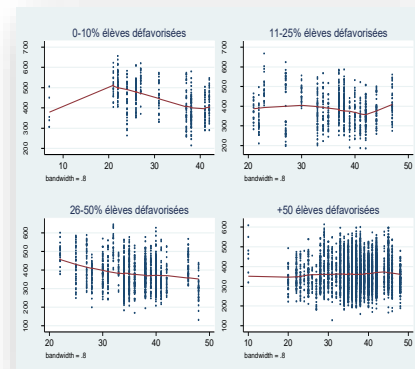 0-10% élèves défavorisées
700
600
500
400
300
200
10 20 30 40
bandwidth = .8
11-25% élèves défavorisées
700
600
500
400
300
200
20 30 40 50
bandwidth = .8
26-50% élèves défavorisées
600
500
400
300
200
100
20 30 40 50
bandwidth = .8
+50 élèves défavorisées
600
500
400
300
200
100
10 20 30 40 50
bandwidth = .8